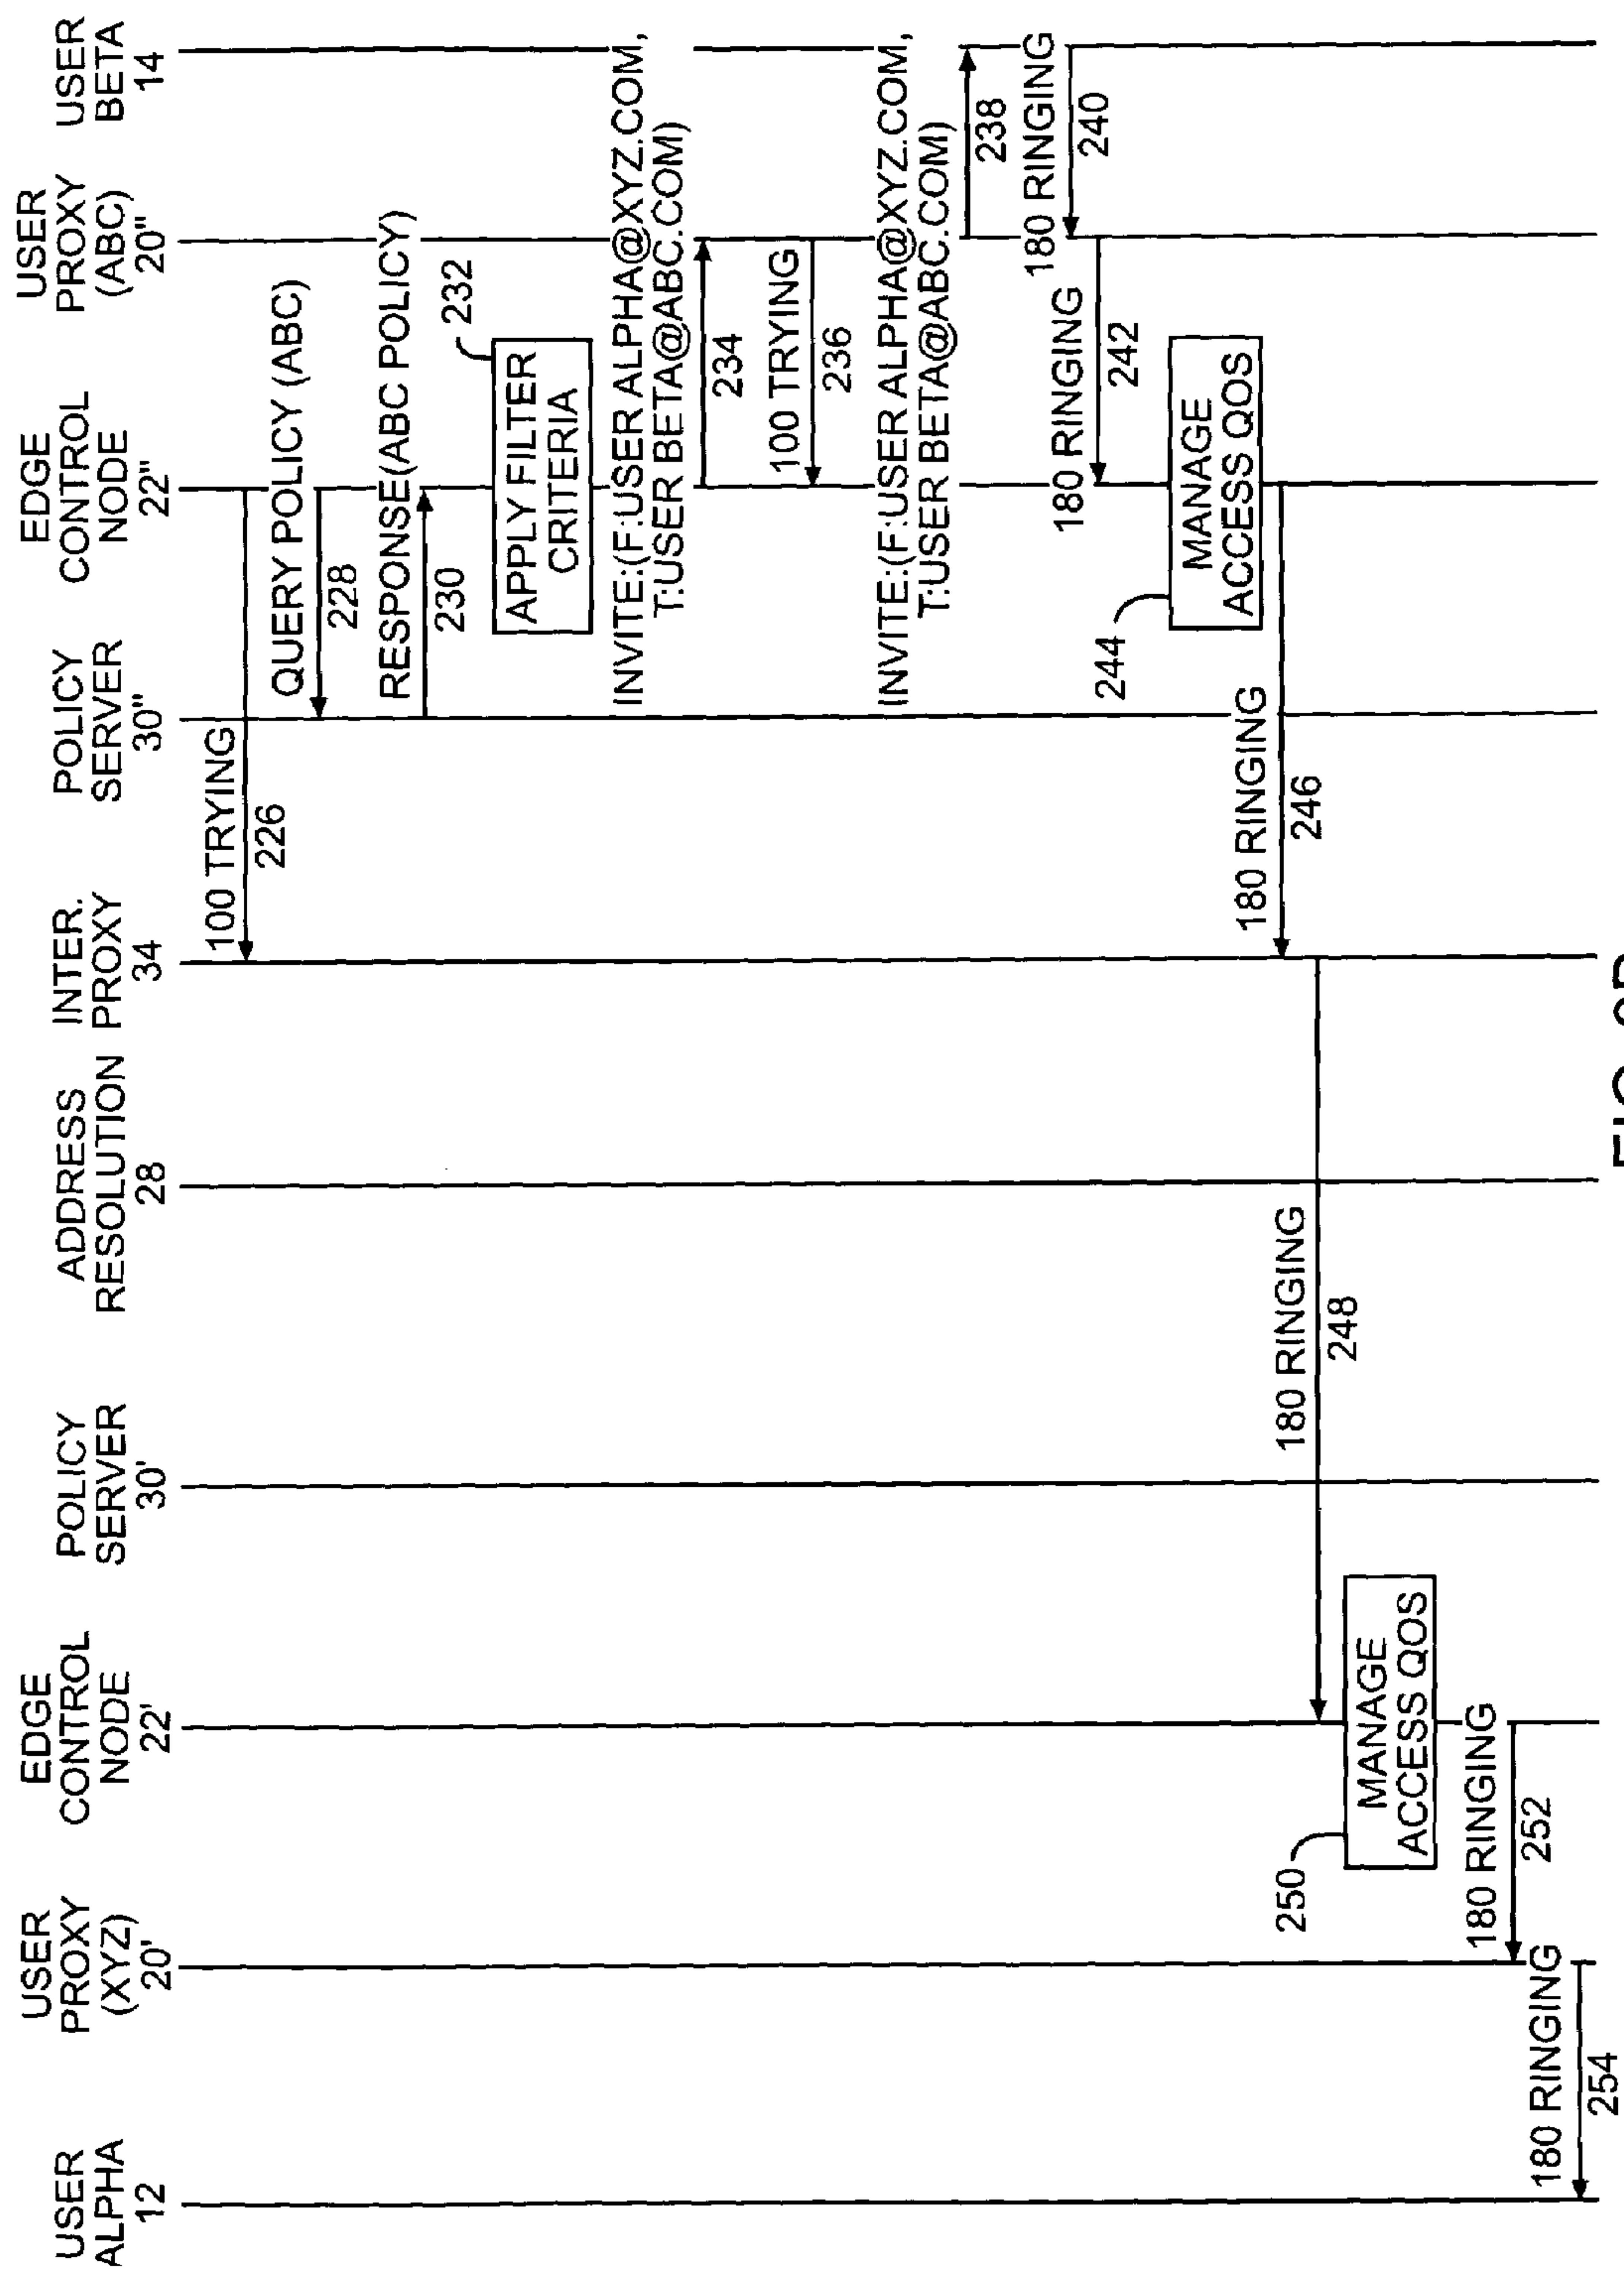 USER
ALPHA
12
USER
PROXY
(XYZ)
20'
EDGE
CONTROL
NODE
22'
POLICY
SERVER
30'
ADDRESS
RESOLUTION
28
INTER.
PROXY
34
POLICY
SERVER
30"
EDGE
CONTROL
NODE
22"
USER
PROXY
(ABC)
20"
USER
BETA
14
100 TRYING
226
QUERY POLICY (ABC)
228
RESPONSE(ABC POLICY)
230
232
APPLY FILTER
CRITERIA
INVITE:(F:USER ALPHA@XYZ.COM,
T:USER BETA@ABC.COM)
234
100 TRYING
236
INVITE:(F:USER ALPHA@XYZ.COM,
T:USER BETA@ABC.COM)
238
180 RINGING
240
180 RINGING
242
244
MANAGE
ACCESS QOS
180 RINGING
246
180 RINGING
248
250
MANAGE
ACCESS QOS
180 RINGING
252
180 RINGING
254